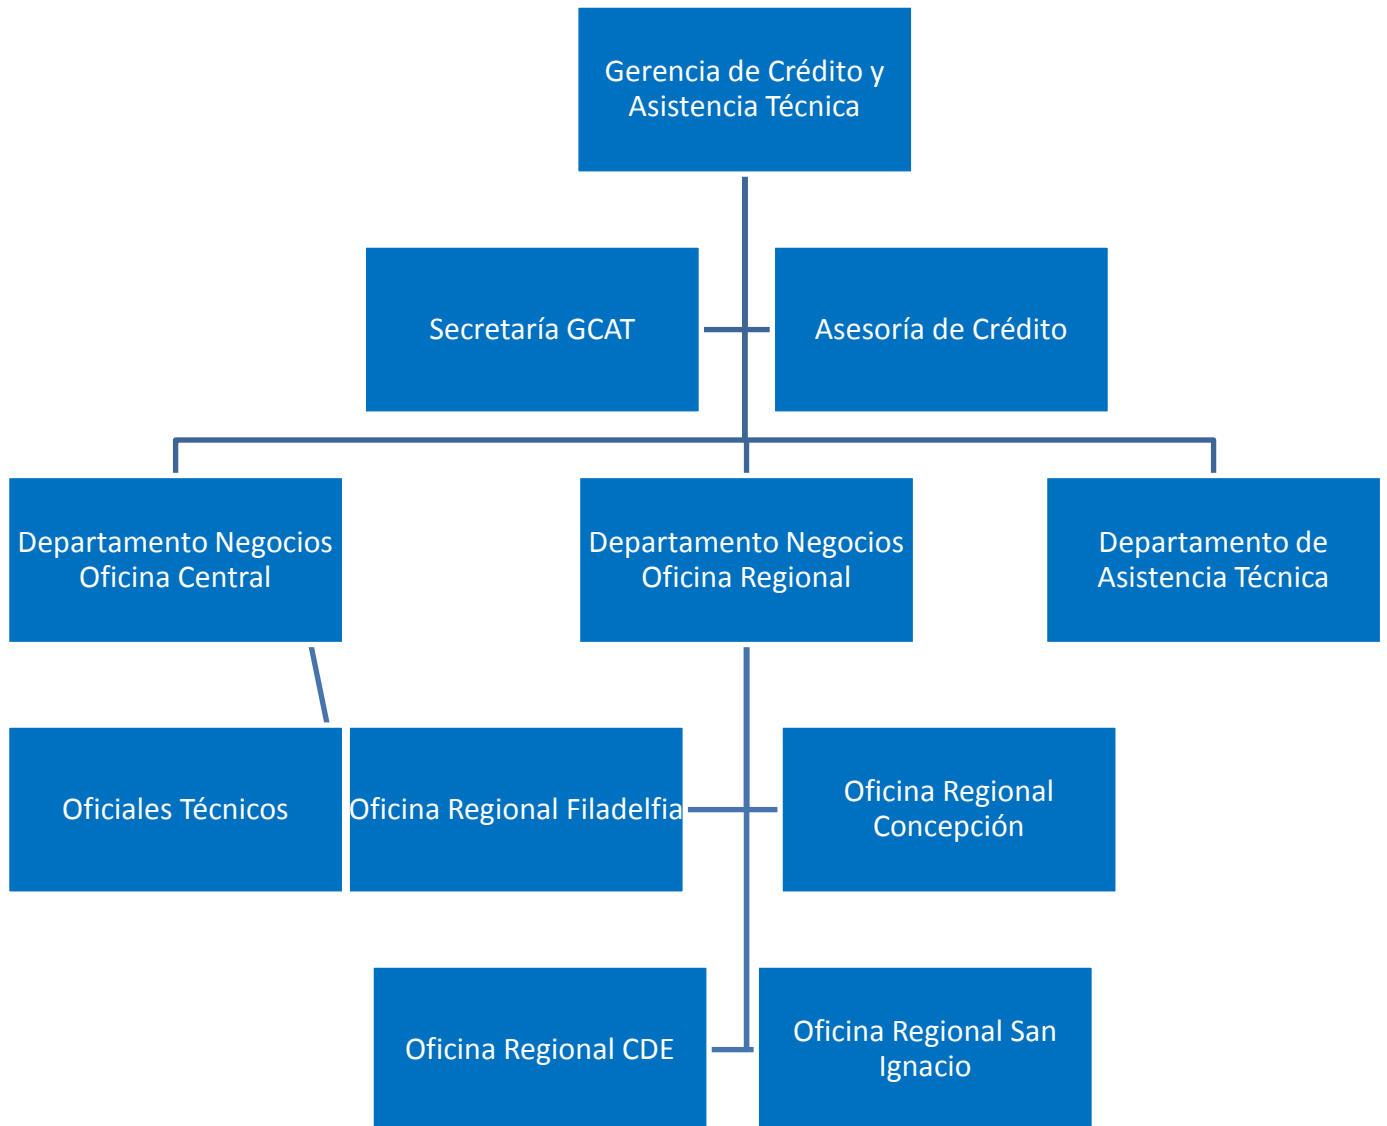 Gerencia de Crédito y
Asistencia Técnica
Secretaría GCAT
Asesoría de Crédito
Departamento Negocios
Oficina Central
Departamento Negocios
Oficina Regional
Departamento de
Asistencia Técnica
Oficiales Técnicos
Oficina Regional Filadelfia
Oficina Regional
Concepción
Oficina Regional CDE
Oficina Regional San
Ignacio